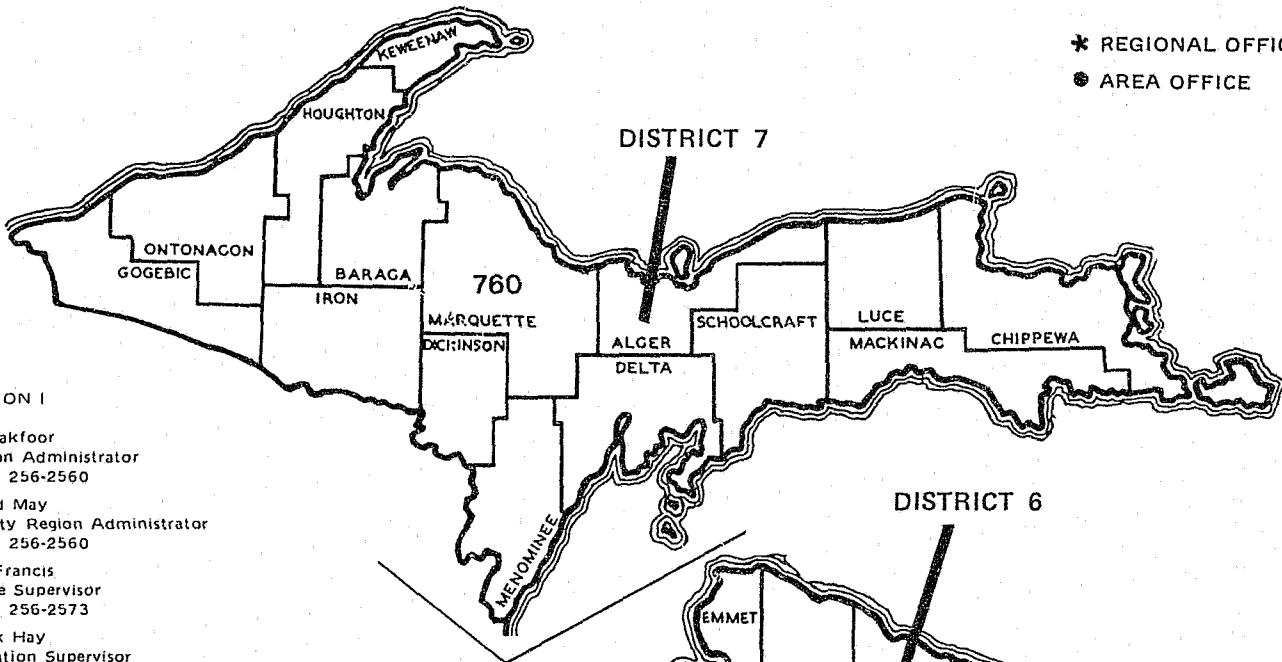 * REGIONAL OFFIC
● AREA OFFICE
DISTRICT 7
KEWEENAW
HOUGHTON
ONTONAGON
GOGEBIC
BARAGA
IRON
760
MARQUETTE
DICKINSON
ALGER
DELTA
SCHOOLCRAFT
LUCE
MACKINAC
CHIPPEWA
MENOMINEE
ON I
akfoor
on Administrator
256-2560
d May
ty Region Administrator
256-2560
Francis
e Supervisor
256-2573
k Hay
ation Supervisor
DISTRICT 6
EMMET